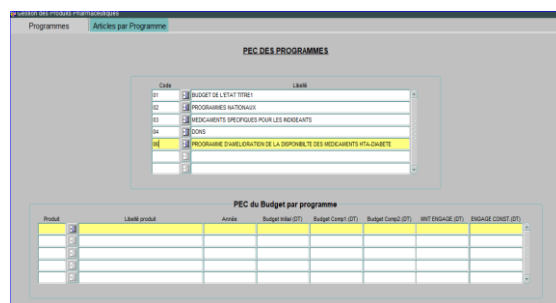 Gestion des Produits Pharmaceutiques
Programmes Articles par Programme
PEC DES PROGRAMMES
Code Libellé
01 BUDGET DE L'ETAT TITRE1
02 PROGRAMMES NATIONAUX
03 MEDICAMENTS SPECIFIQUES POUR LES INDIGEANTS
04 DONS
06 PROGRAMME D'AMELIORATION DE LA DISPONIBILTE DES MEDICAMENTS HTA-DIABETE
PEC du Budget par programme
Produit Libellé produit Année Budget Initial (DT) Budget Comp1 (DT) Budget Comp2 (DT) MNT ENGAGE (DT) ENGAGE CONST.(DT)